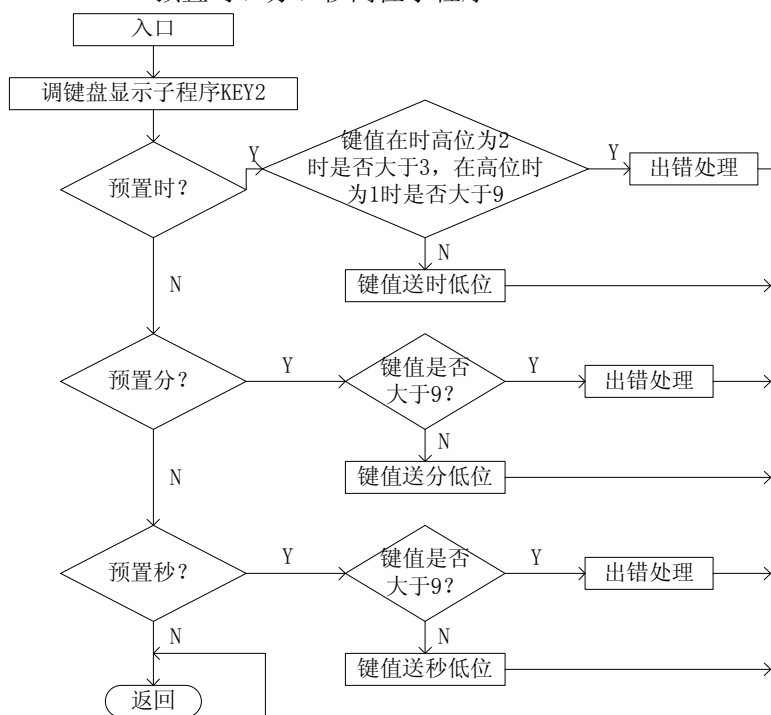 入口
调键盘显示子程序KEY2
预置时?
Y
键值在时高位为2
时是否大于3，在高位时
为1时是否大于9
Y
出错处理
N
N
键值送时低位
预置分?
Y
键值是否
大于9?
Y
出错处理
N
N
键值送分低位
预置秒?
Y
键值是否
大于9?
Y
出错处理
N
N
键值送秒低位
返回